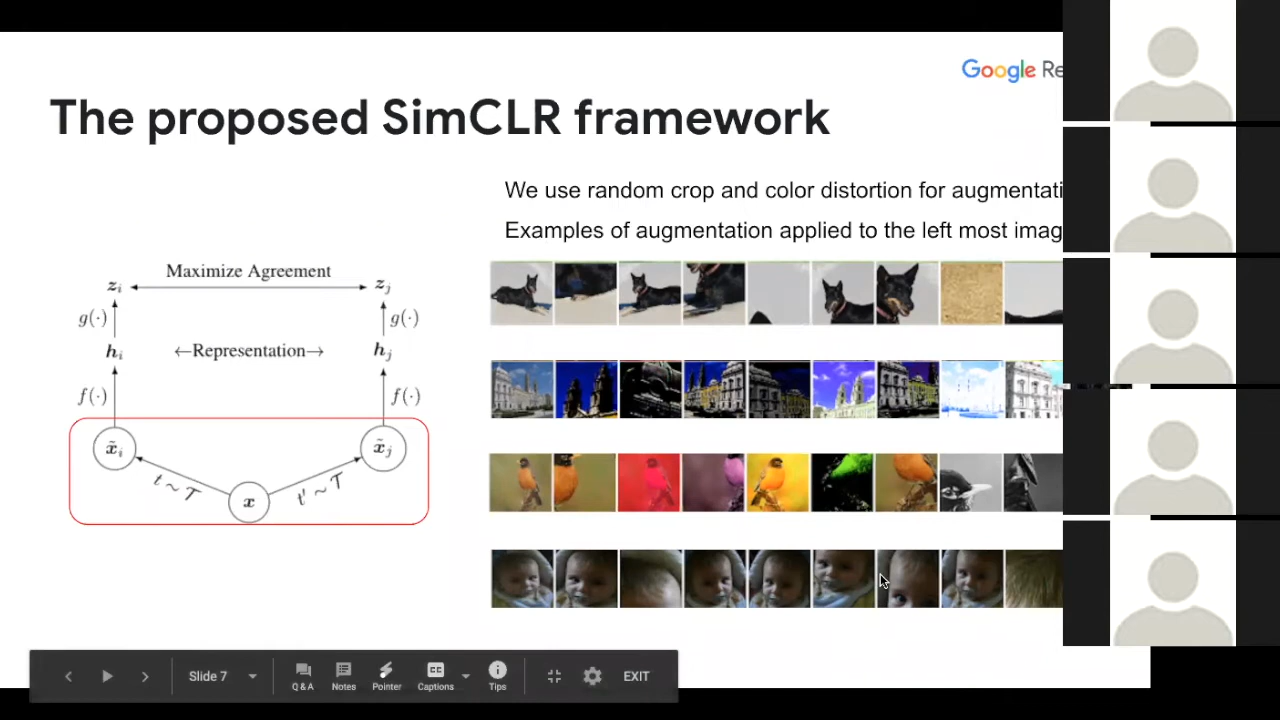 Google Re
The proposed SimCLR framework
We use random crop and color distortion for augmentati
Examples of augmentation applied to the left most imag
Maximize Agreement
z_i z_j
g(·) g(·)
h_i ←Representation→ h_j
f(·) f(·)
x̃_i x̃_j
t ~ 𝒯 t' ~ 𝒯
x
Slide 7
Q & A Notes Pointer CC Captions Tips EXIT